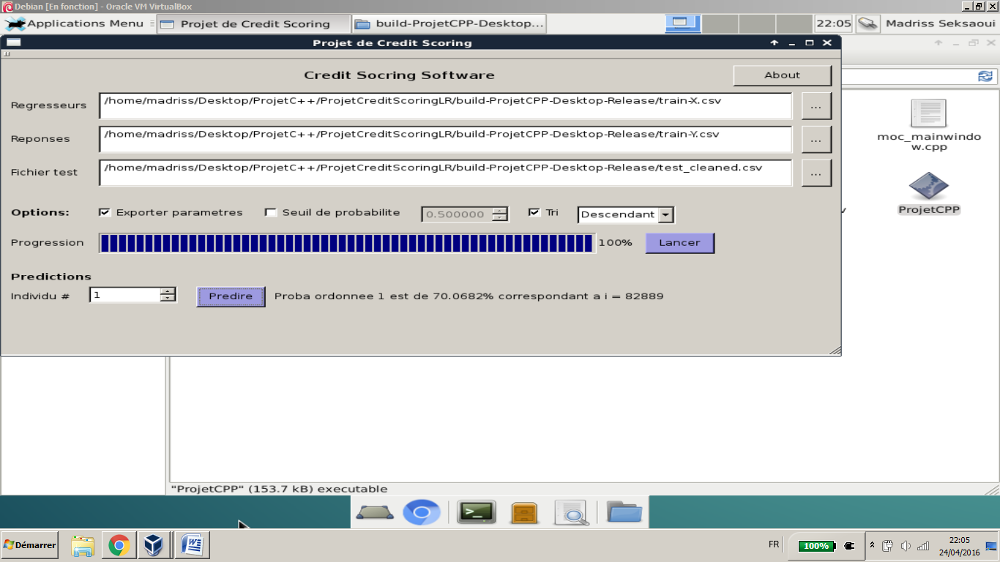 Debian [En fonction] - Oracle VM VirtualBox
Applications Menu
Projet de Credit Scoring
build-ProjetCPP-Desktop...
22:05
Madriss Seksaoui
Projet de Credit Scoring
Credit Socring Software
About
Regresseurs
/home/madriss/Desktop/ProjetC++/ProjetCreditScoringLR/build-ProjetCPP-Desktop-Release/train-X.csv
...
Reponses
/home/madriss/Desktop/ProjetC++/ProjetCreditScoringLR/build-ProjetCPP-Desktop-Release/train-Y.csv
...
Fichier test
/home/madriss/Desktop/ProjetC++/ProjetCreditScoringLR/build-ProjetCPP-Desktop-Release/test_cleaned.csv
...
Options:
Exporter parametres
Seuil de probabilite
0.500000
Tri
Descendant
Progression
100%
Lancer
Predictions
Individu #
1
Predire
Proba ordonnee 1 est de 70.0682% correspondant a i = 82889
moc_mainwindo
w.cpp
ProjetCPP
"ProjetCPP" (153.7 kB) executable
Démarrer
FR
100%
22:05
24/04/2016